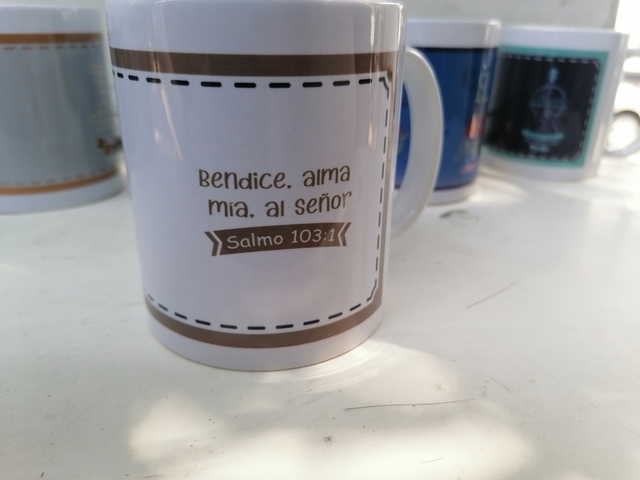 Bendice. alma
mía. al señor
Salmo 103:1